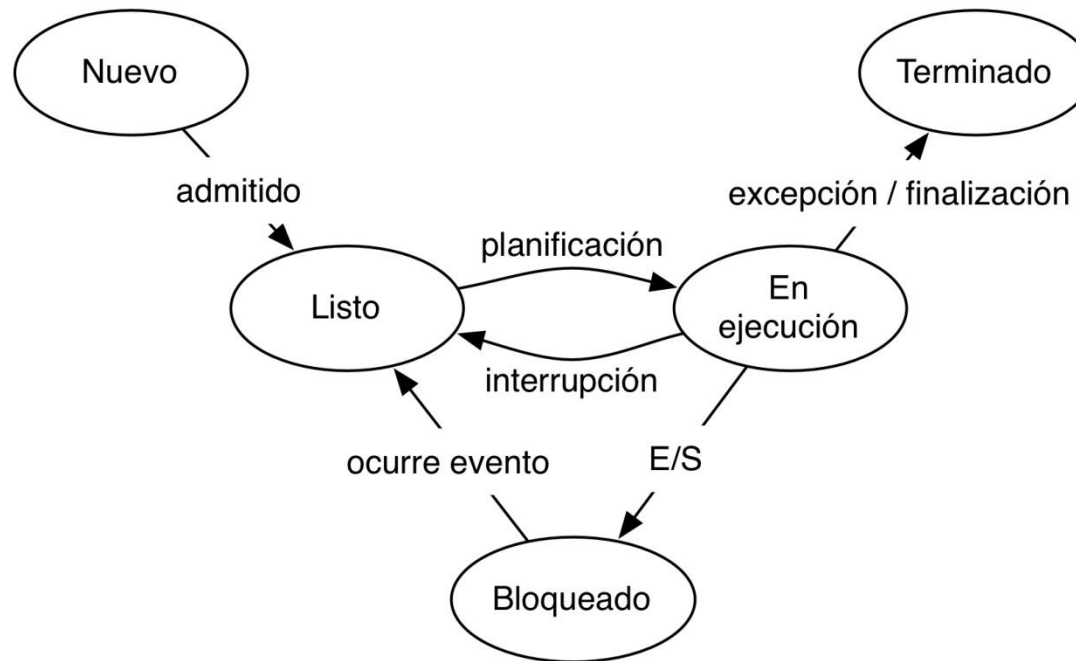 Nuevo
Terminado
admitido
excepción / finalización
planificación
Listo
En
ejecución
interrupción
ocurre evento
E/S
Bloqueado